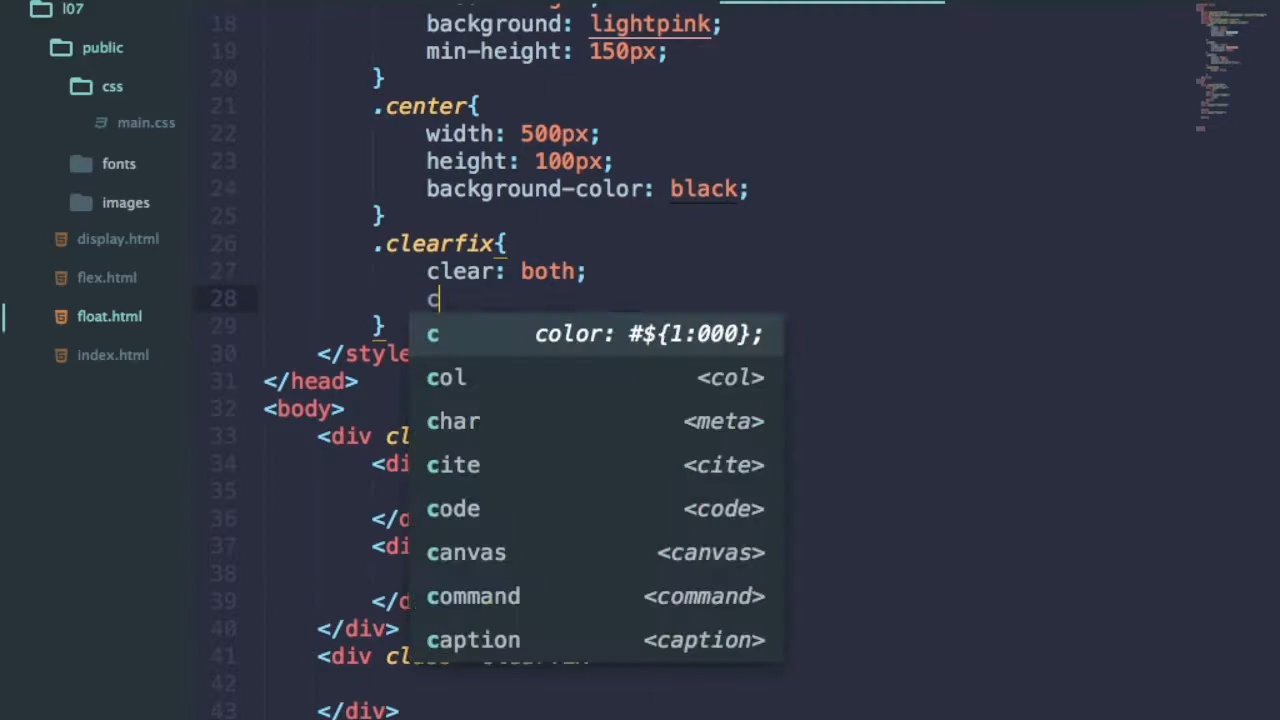 l07
public
css
main.css
fonts
images
display.html
flex.html
float.html
index.html
18 background: lightpink;
19 min-height: 150px;
20 }
21 .center{
22 width: 500px;
23 height: 100px;
24 background-color: black;
25 }
26 .clearfix{
27 clear: both;
28 c
29 }
30 </style
31 </head>
32 <body>
33 <div cl
34 <di
35
36 </d
37 <di
38
39 </d
40 </div>
41 <div cl
42
43 </div>
c color: #${1:000};
col <col>
char <meta>
cite <cite>
code <code>
canvas <canvas>
command <command>
caption <caption>